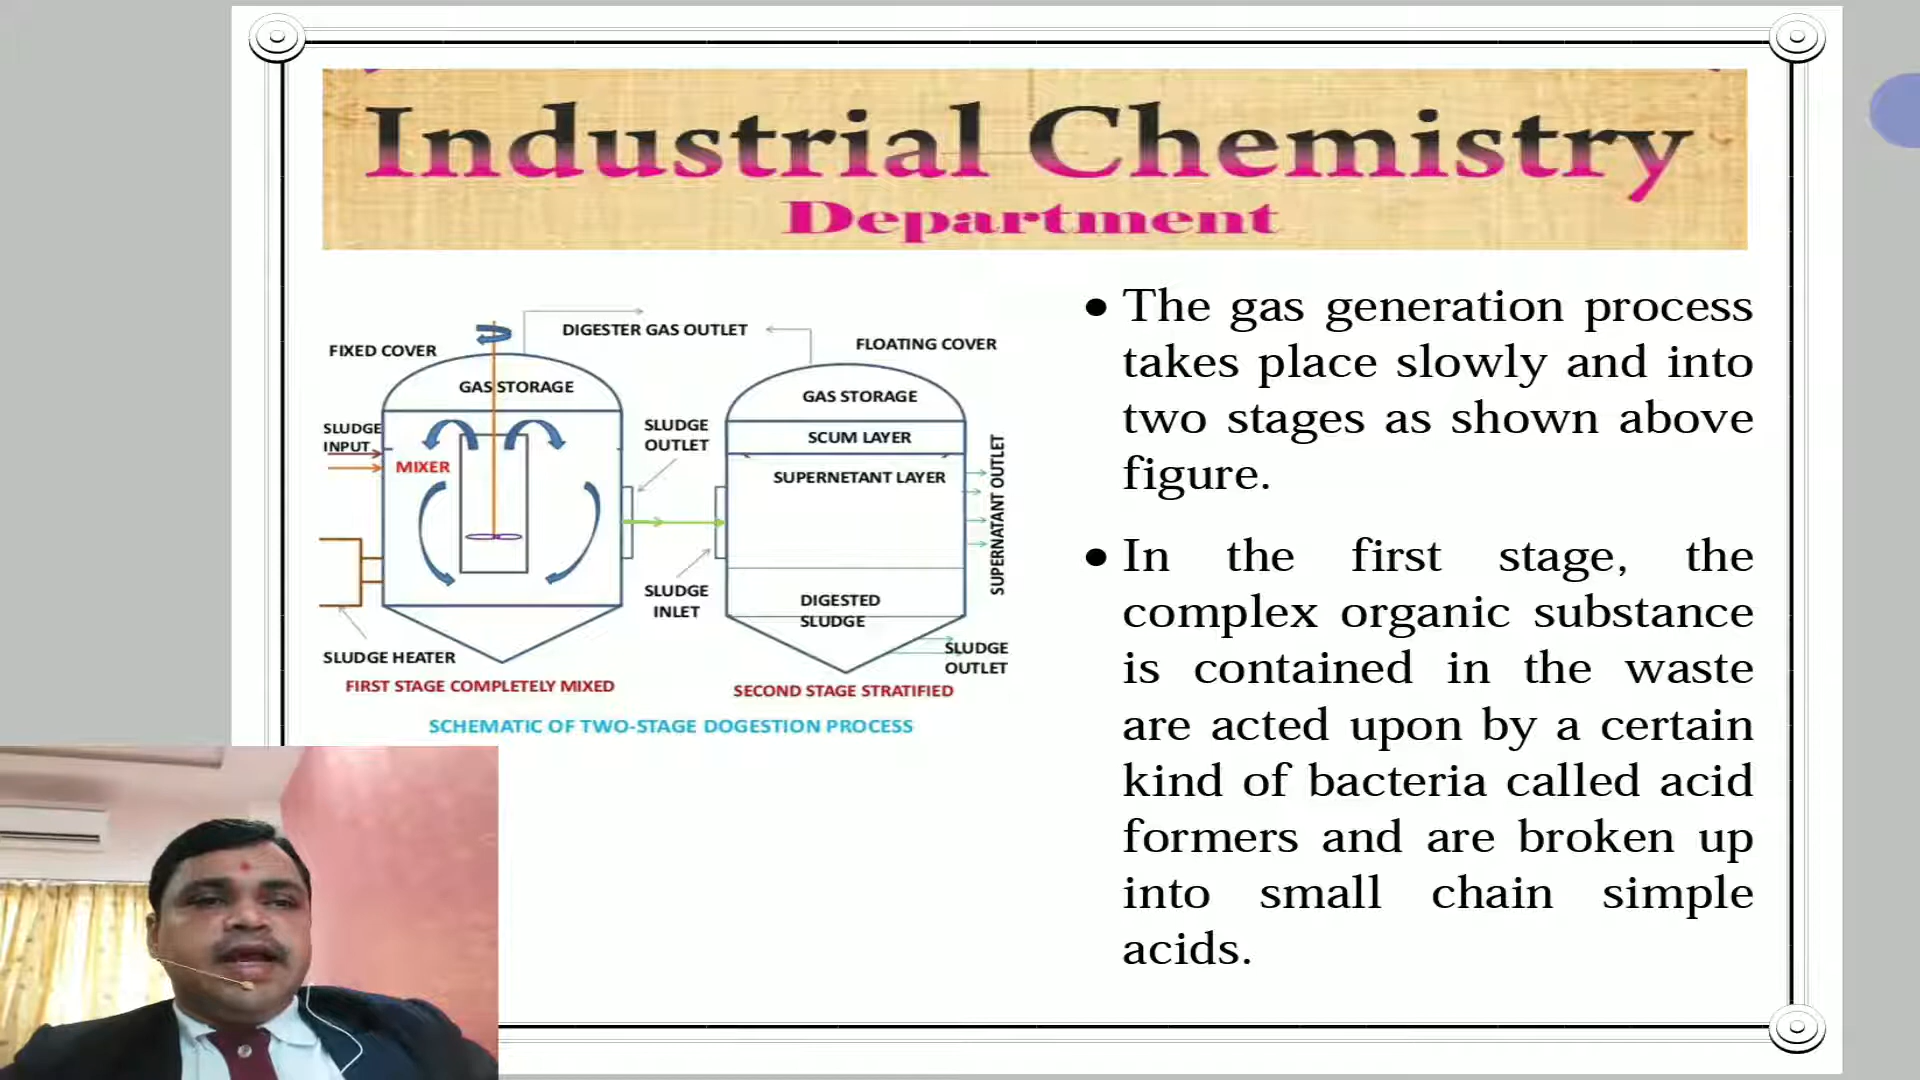 Industrial Chemistry
Department
DIGESTER GAS OUTLET
FIXED COVER
FLOATING COVER
GAS STORAGE
GAS STORAGE
SLUDGE
INPUT
MIXER
SLUDGE
OUTLET
SCUM LAYER
SUPERNETANT LAYER
SUPERNATANT OUTLET
SLUDGE
INLET
DIGESTED
SLUDGE
SLUDGE HEATER
SLUDGE
OUTLET
FIRST STAGE COMPLETELY MIXED
SECOND STAGE STRATIFIED
SCHEMATIC OF TWO-STAGE DOGESTION PROCESS
• The gas generation process
takes place slowly and into
two stages as shown above
figure.
• In the first stage, the
complex organic substance
is contained in the waste
are acted upon by a certain
kind of bacteria called acid
formers and are broken up
into small chain simple
acids.